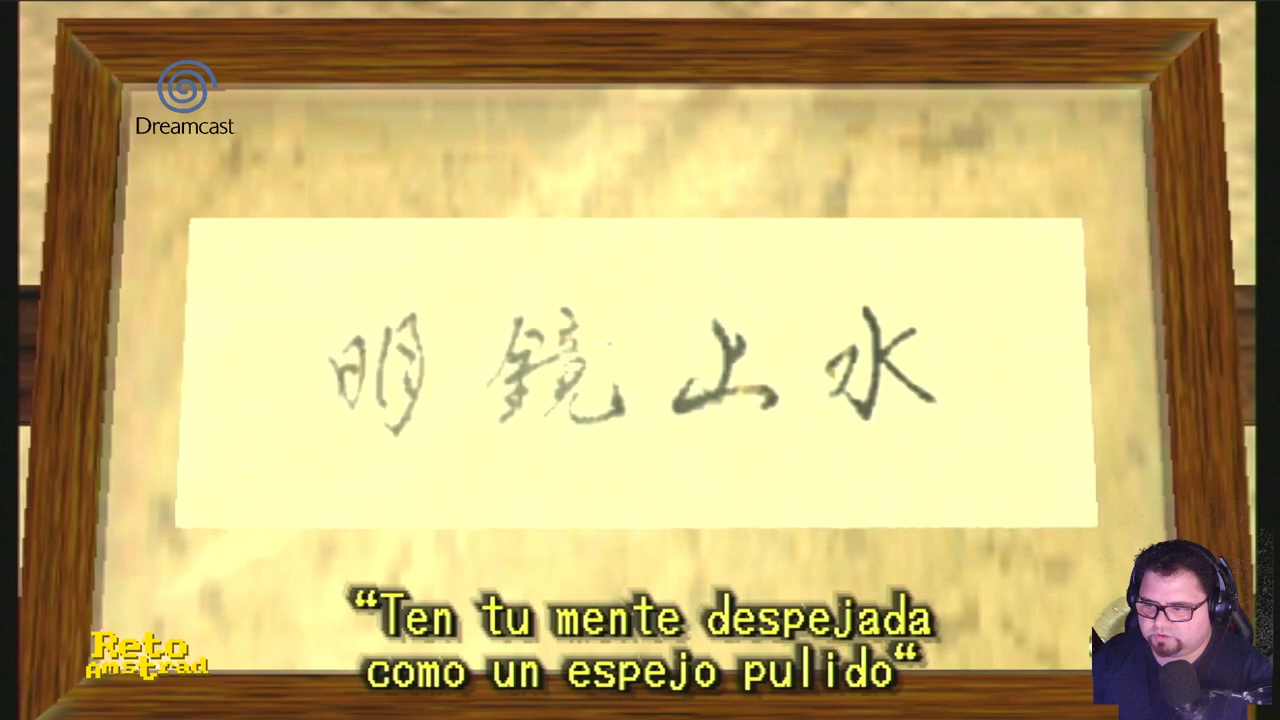 Dreamcast
明鏡止水
“Ten tu mente despejada
como un espejo pulido“
Reto
Amstrad